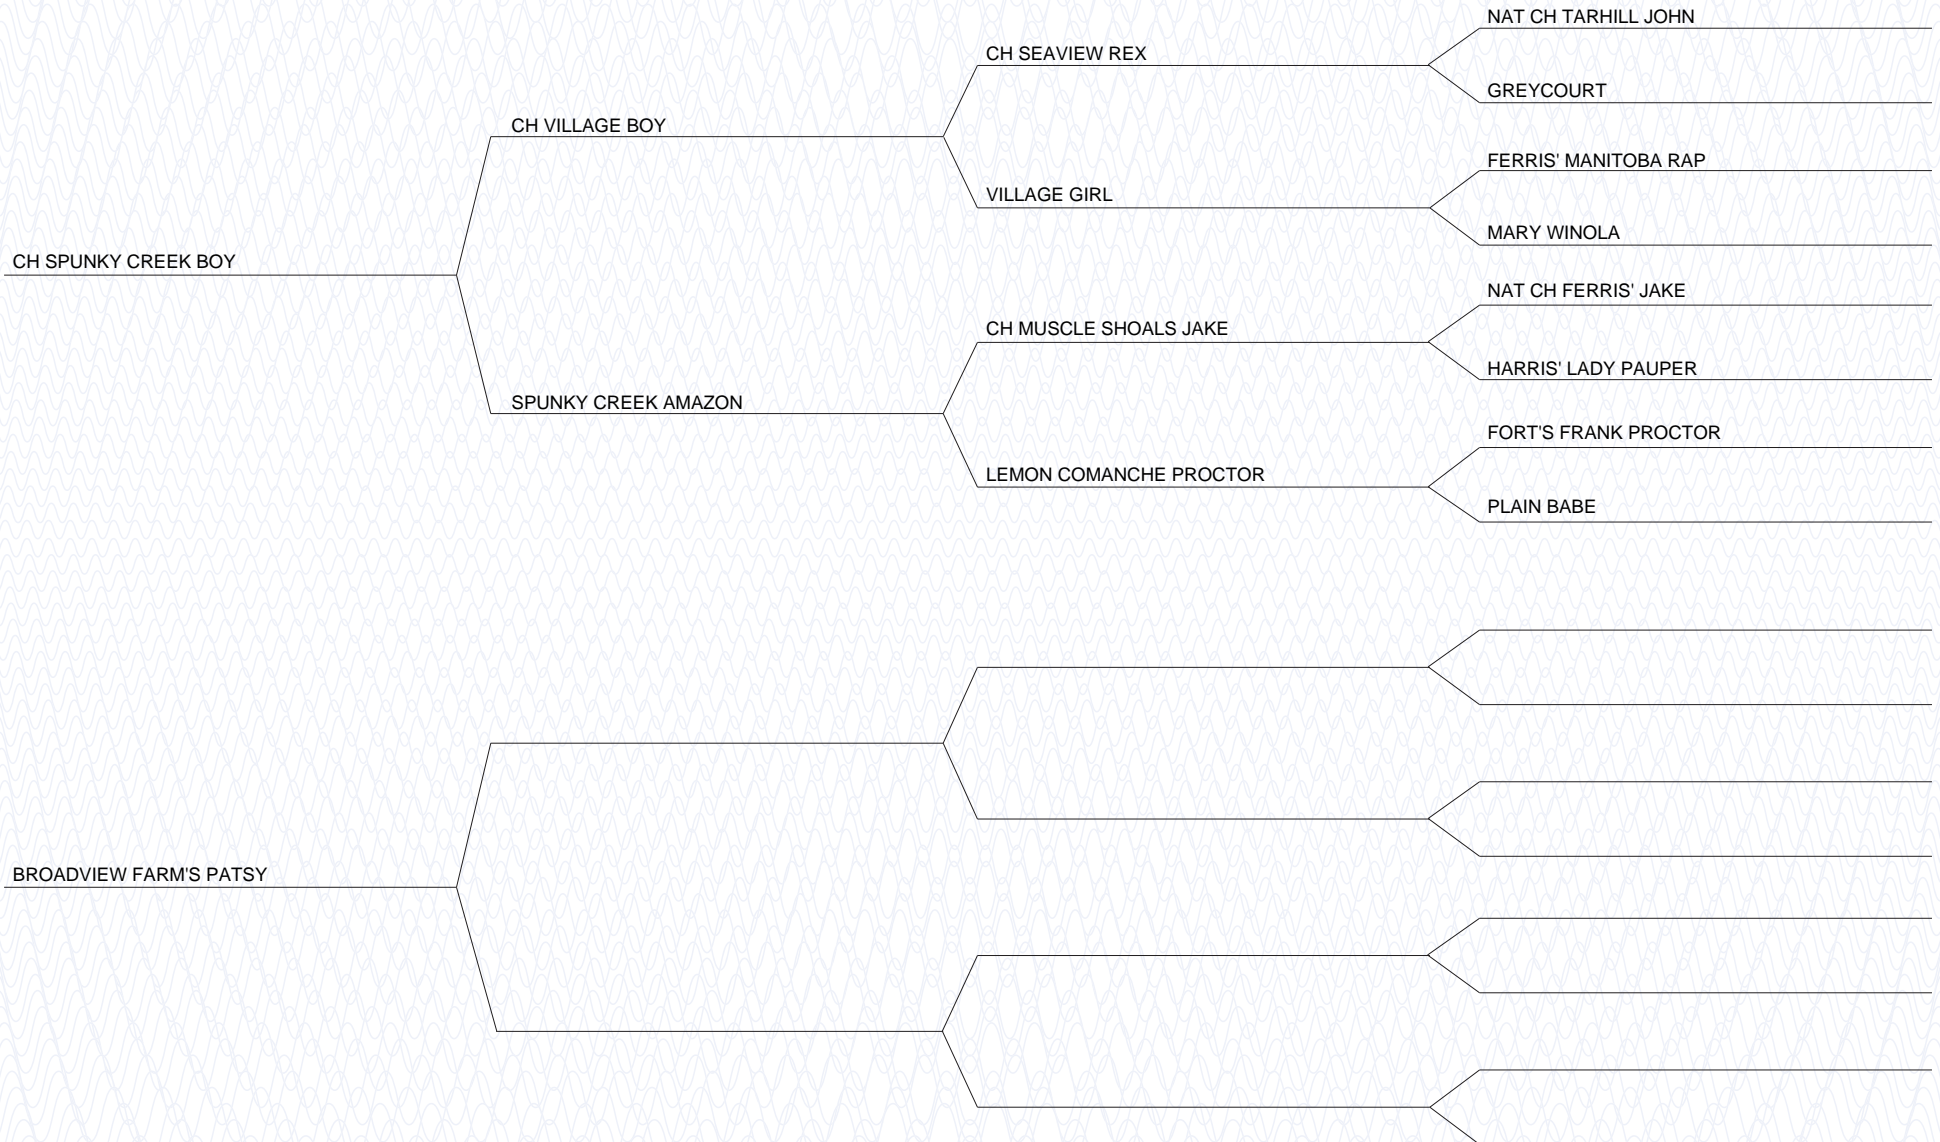 NAT CH TARHILL JOHN
CH SEAVIEW REX
GREYCOURT
CH VILLAGE BOY
FERRIS' MANITOBA RAP
VILLAGE GIRL
MARY WINOLA
CH SPUNKY CREEK BOY
NAT CH FERRIS' JAKE
CH MUSCLE SHOALS JAKE
HARRIS' LADY PAUPER
SPUNKY CREEK AMAZON
FORT'S FRANK PROCTOR
LEMON COMANCHE PROCTOR
PLAIN BABE
BROADVIEW FARM'S PATSY